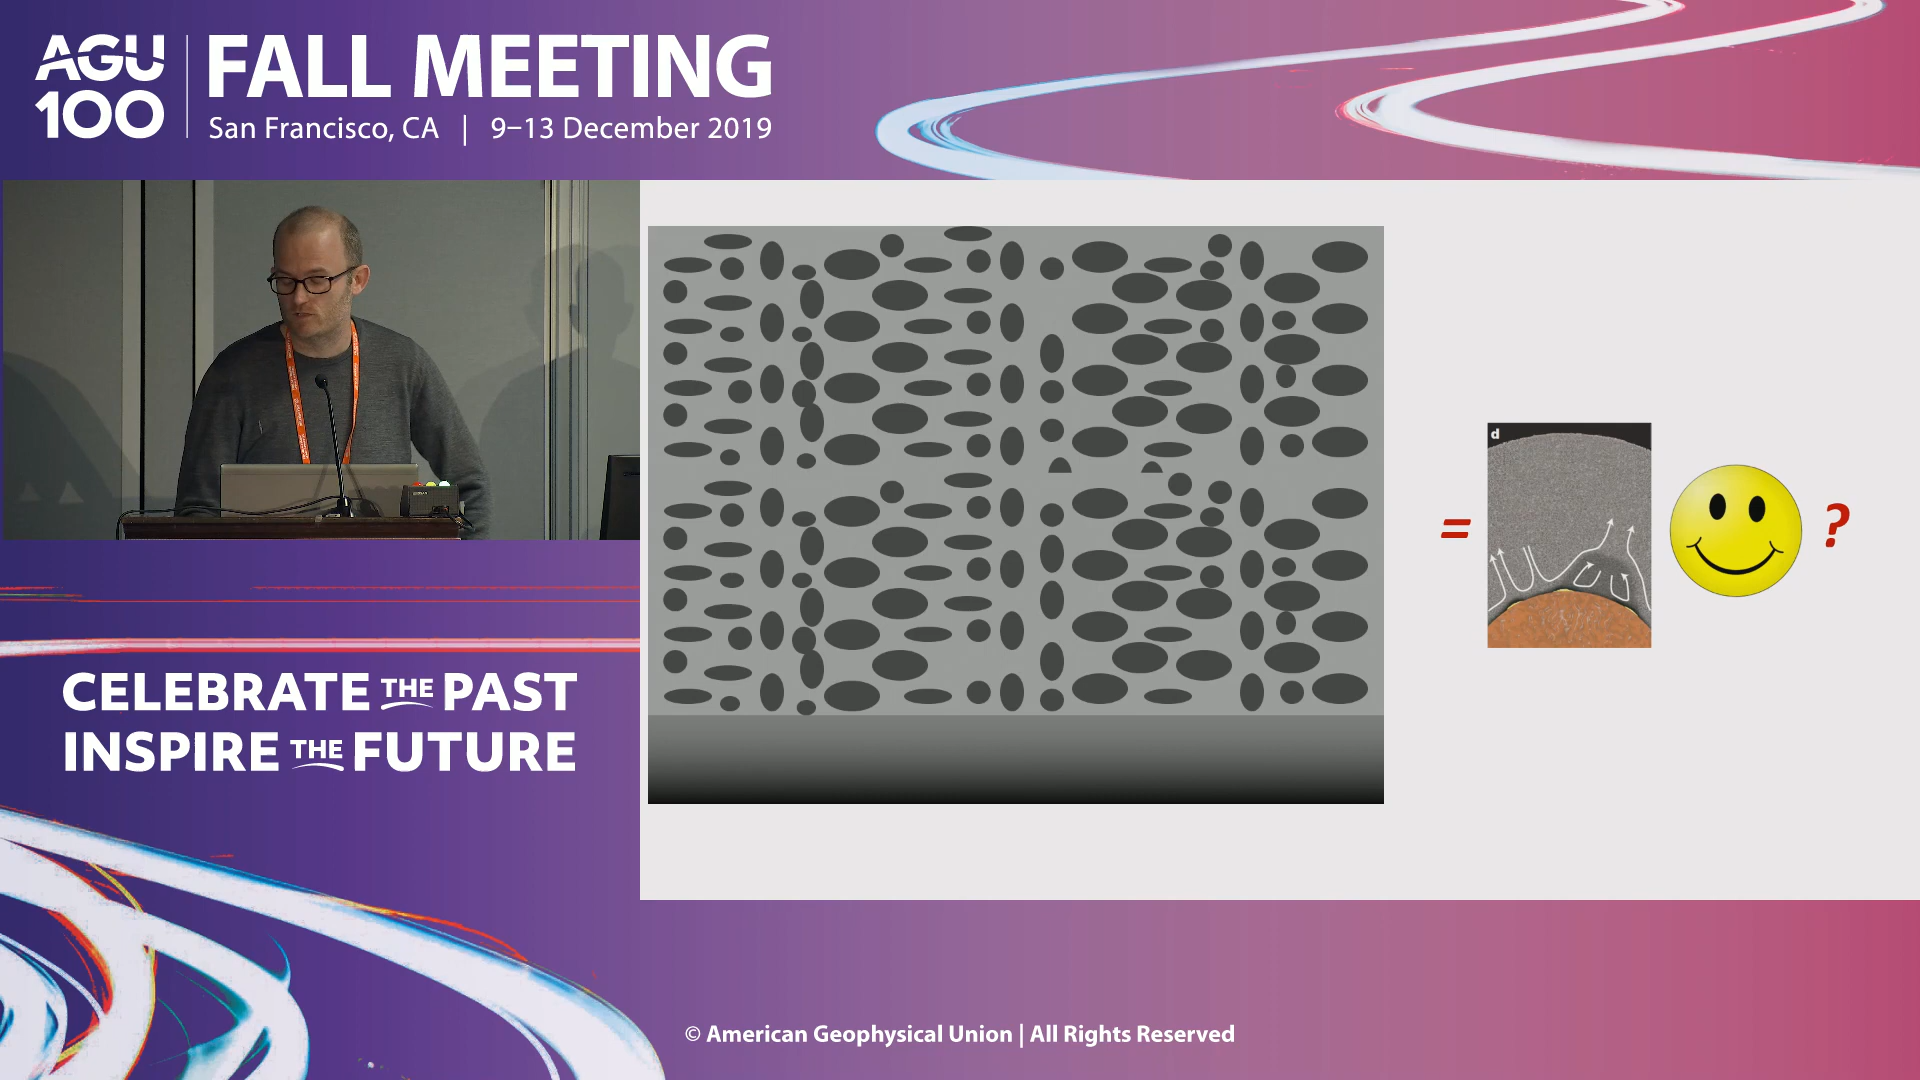 AGU
100
FALL MEETING
San Francisco, CA | 9–13 December 2019
d
= ?
CELEBRATE THE PAST
INSPIRE THE FUTURE
© American Geophysical Union | All Rights Reserved